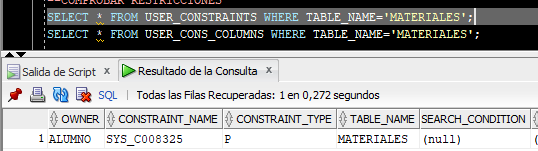 --COMPROBAR RESTRICCIONES
SELECT * FROM USER_CONSTRAINTS WHERE TABLE_NAME='MATERIALES';
SELECT * FROM USER_CONS_COLUMNS WHERE TABLE_NAME='MATERIALES';
Salida de Script x Resultado de la Consulta x
SQL | Todas las Filas Recuperadas: 1 en 0,272 segundos
OWNER CONSTRAINT_NAME CONSTRAINT_TYPE TABLE_NAME SEARCH_CONDITION
1 ALUMNO SYS_C008325 P MATERIALES (null) (